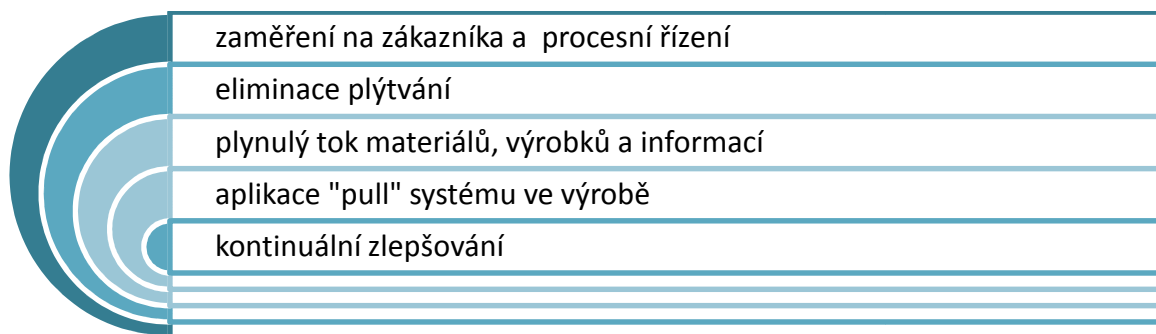 zaměření na zákazníka a  procesní řízení
eliminace plýtvání
plynulý tok materiálů, výrobků a informací
aplikace "pull" systému ve výrobě
kontinuální zlepšování